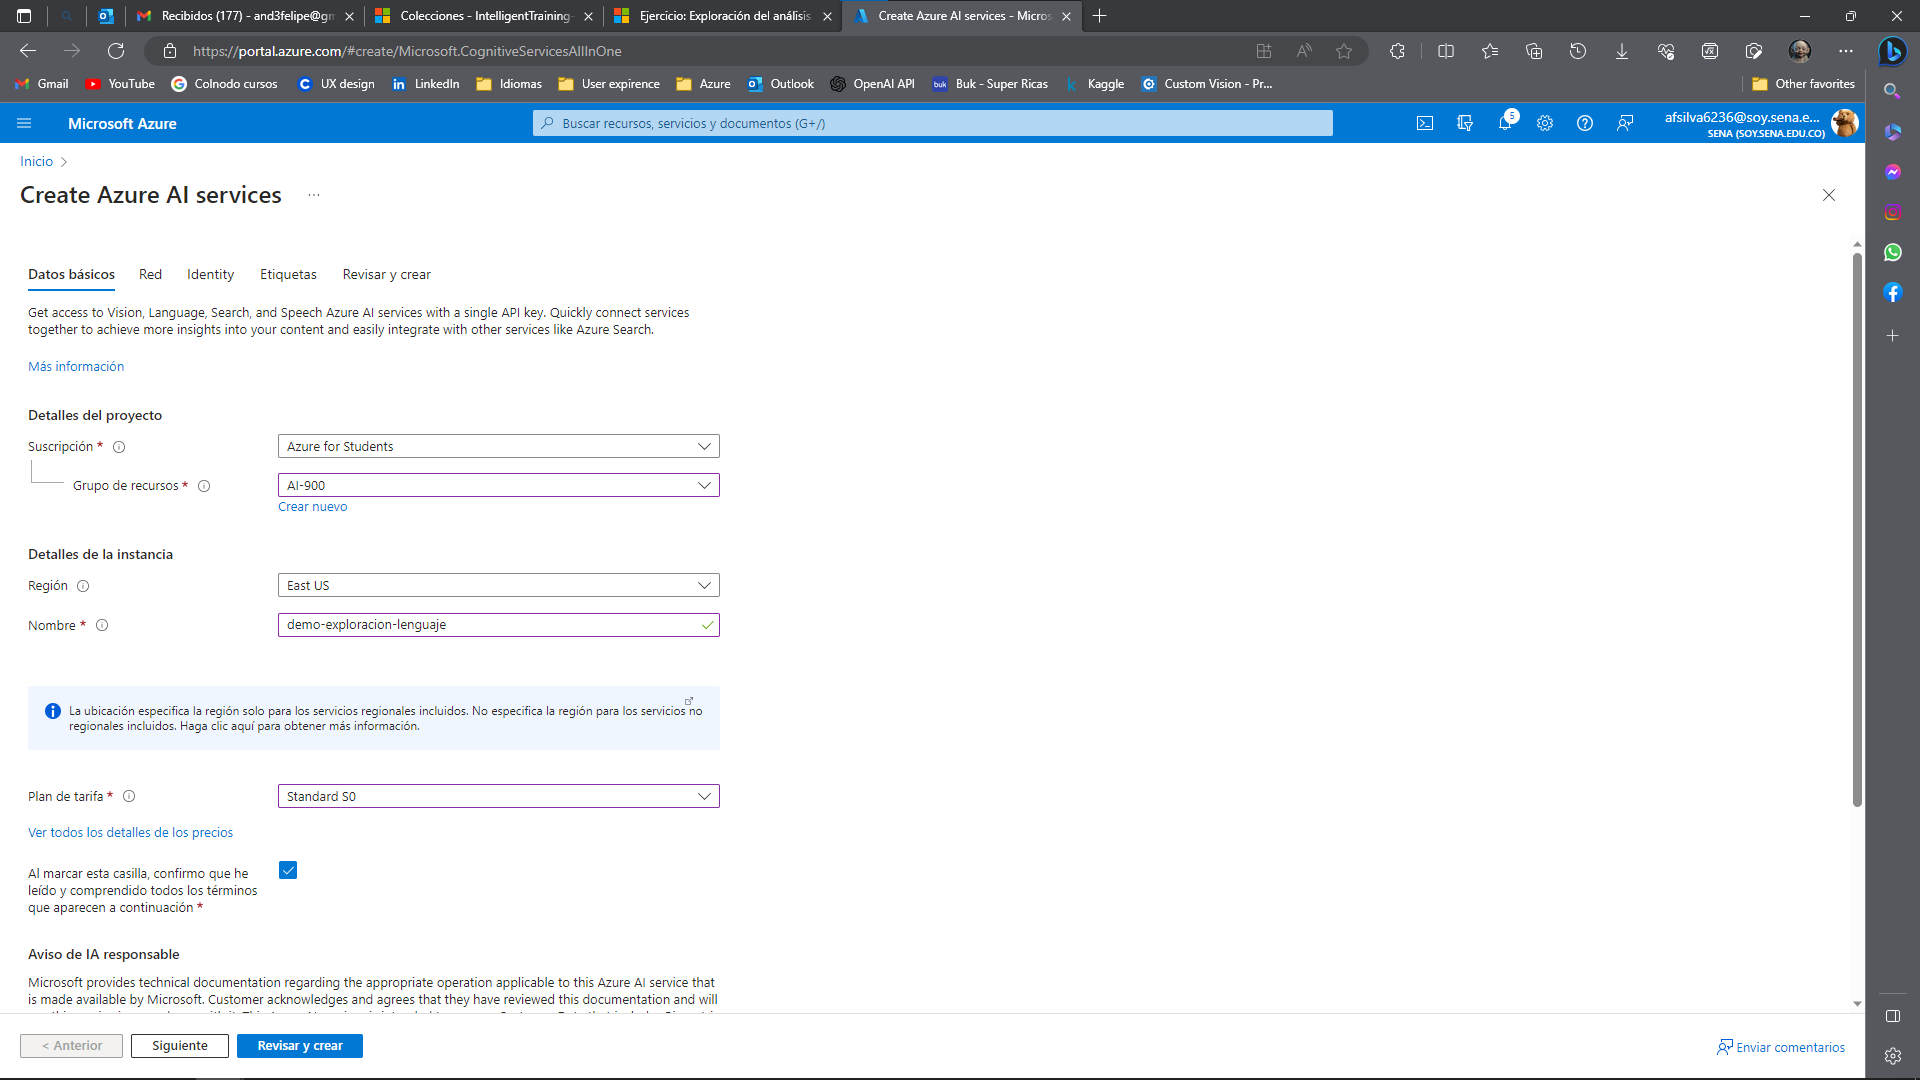 Recibidos (177) - and3felipe@gm
Colecciones - IntelligentTraining-
Ejercicio: Exploración del análisis
Create Azure AI services - Micros
https://portal.azure.com/#create/Microsoft.CognitiveServicesAllInOne
Gmail
YouTube
Colnodo cursos
UX design
LinkedIn
Idiomas
User expirence
Azure
Outlook
OpenAI API
Buk - Super Ricas
Kaggle
Custom Vision - Pr...
Other favorites
Microsoft Azure
Buscar recursos, servicios y documentos (G+/)
5
afsilva6236@soy.sena.e...
SENA (SOY.SENA.EDU.CO)
Inicio
Create Azure AI services
Datos básicos
Red
Identity
Etiquetas
Revisar y crear
Get access to Vision, Language, Search, and Speech Azure AI services with a single API key. Quickly connect services
together to achieve more insights into your content and easily integrate with other services like Azure Search.
Más información
Detalles del proyecto
Suscripción *
Azure for Students
Grupo de recursos *
AI-900
Crear nuevo
Detalles de la instancia
Región
East US
Nombre *
demo-exploracion-lenguaje
La ubicación especifica la región solo para los servicios regionales incluidos. No especifica la región para los servicios no
regionales incluidos. Haga clic aquí para obtener más información.
Plan de tarifa *
Standard S0
Ver todos los detalles de los precios
Al marcar esta casilla, confirmo que he
leído y comprendido todos los términos
que aparecen a continuación *
Aviso de IA responsable
Microsoft provides technical documentation regarding the appropriate operation applicable to this Azure AI service that
is made available by Microsoft. Customer acknowledges and agrees that they have reviewed this documentation and will
< Anterior
Siguiente
Revisar y crear
Enviar comentarios